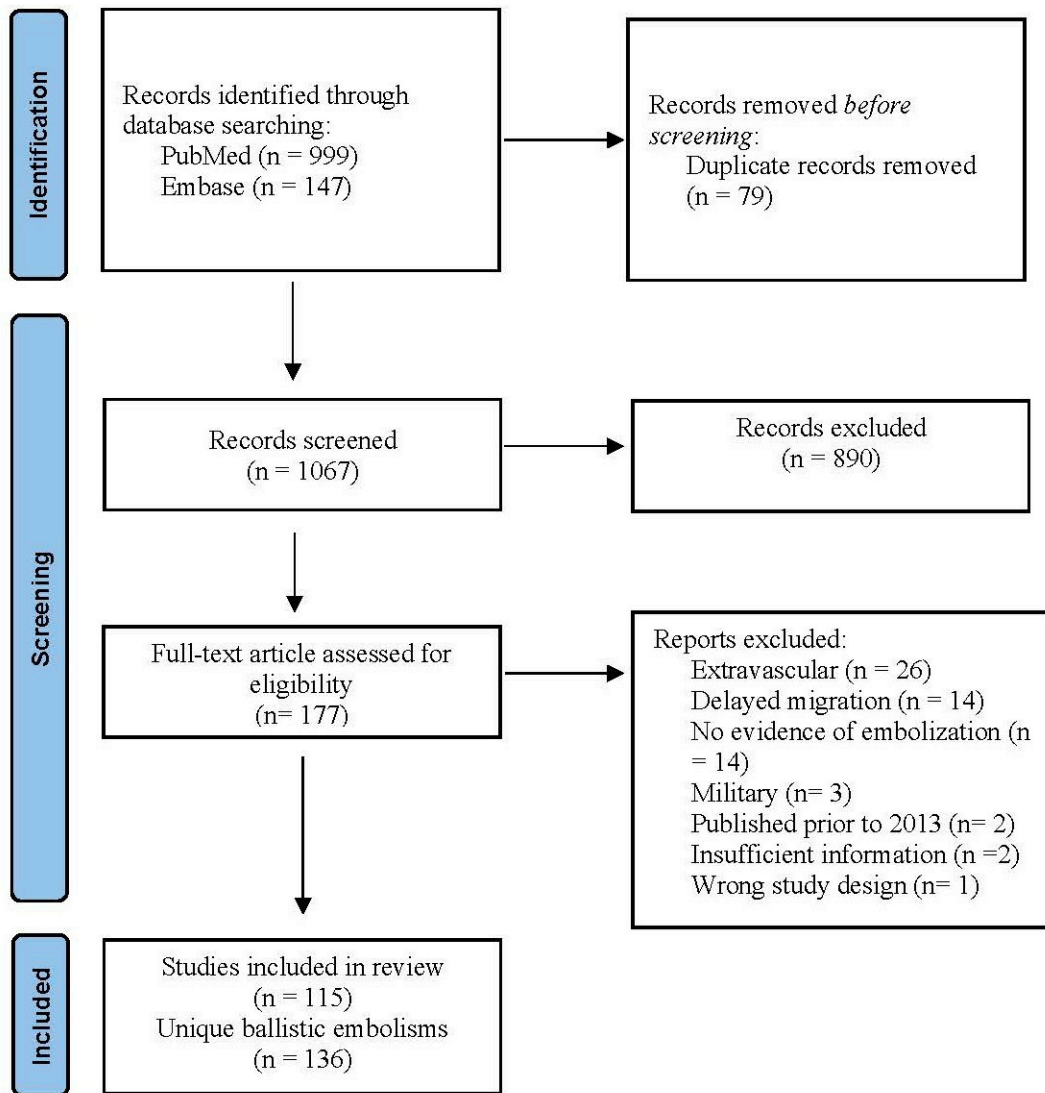 Identification
Records identified through
database searching:
PubMed (n = 999)
Embase (n = 147)
Records removed before
screening:
Duplicate records removed
(n = 79)
Screening
Records screened
(n = 1067)
Records excluded
(n = 890)
Full-text article assessed for
eligibility
(n= 177)
Reports excluded:
Extravascular (n = 26)
Delayed migration (n = 14)
No evidence of embolization (n
= 14)
Military (n= 3)
Published prior to 2013 (n= 2)
Insufficient information (n =2)
Wrong study design (n= 1)
Included
Studies included in review
(n = 115)
Unique ballistic embolisms
(n = 136)